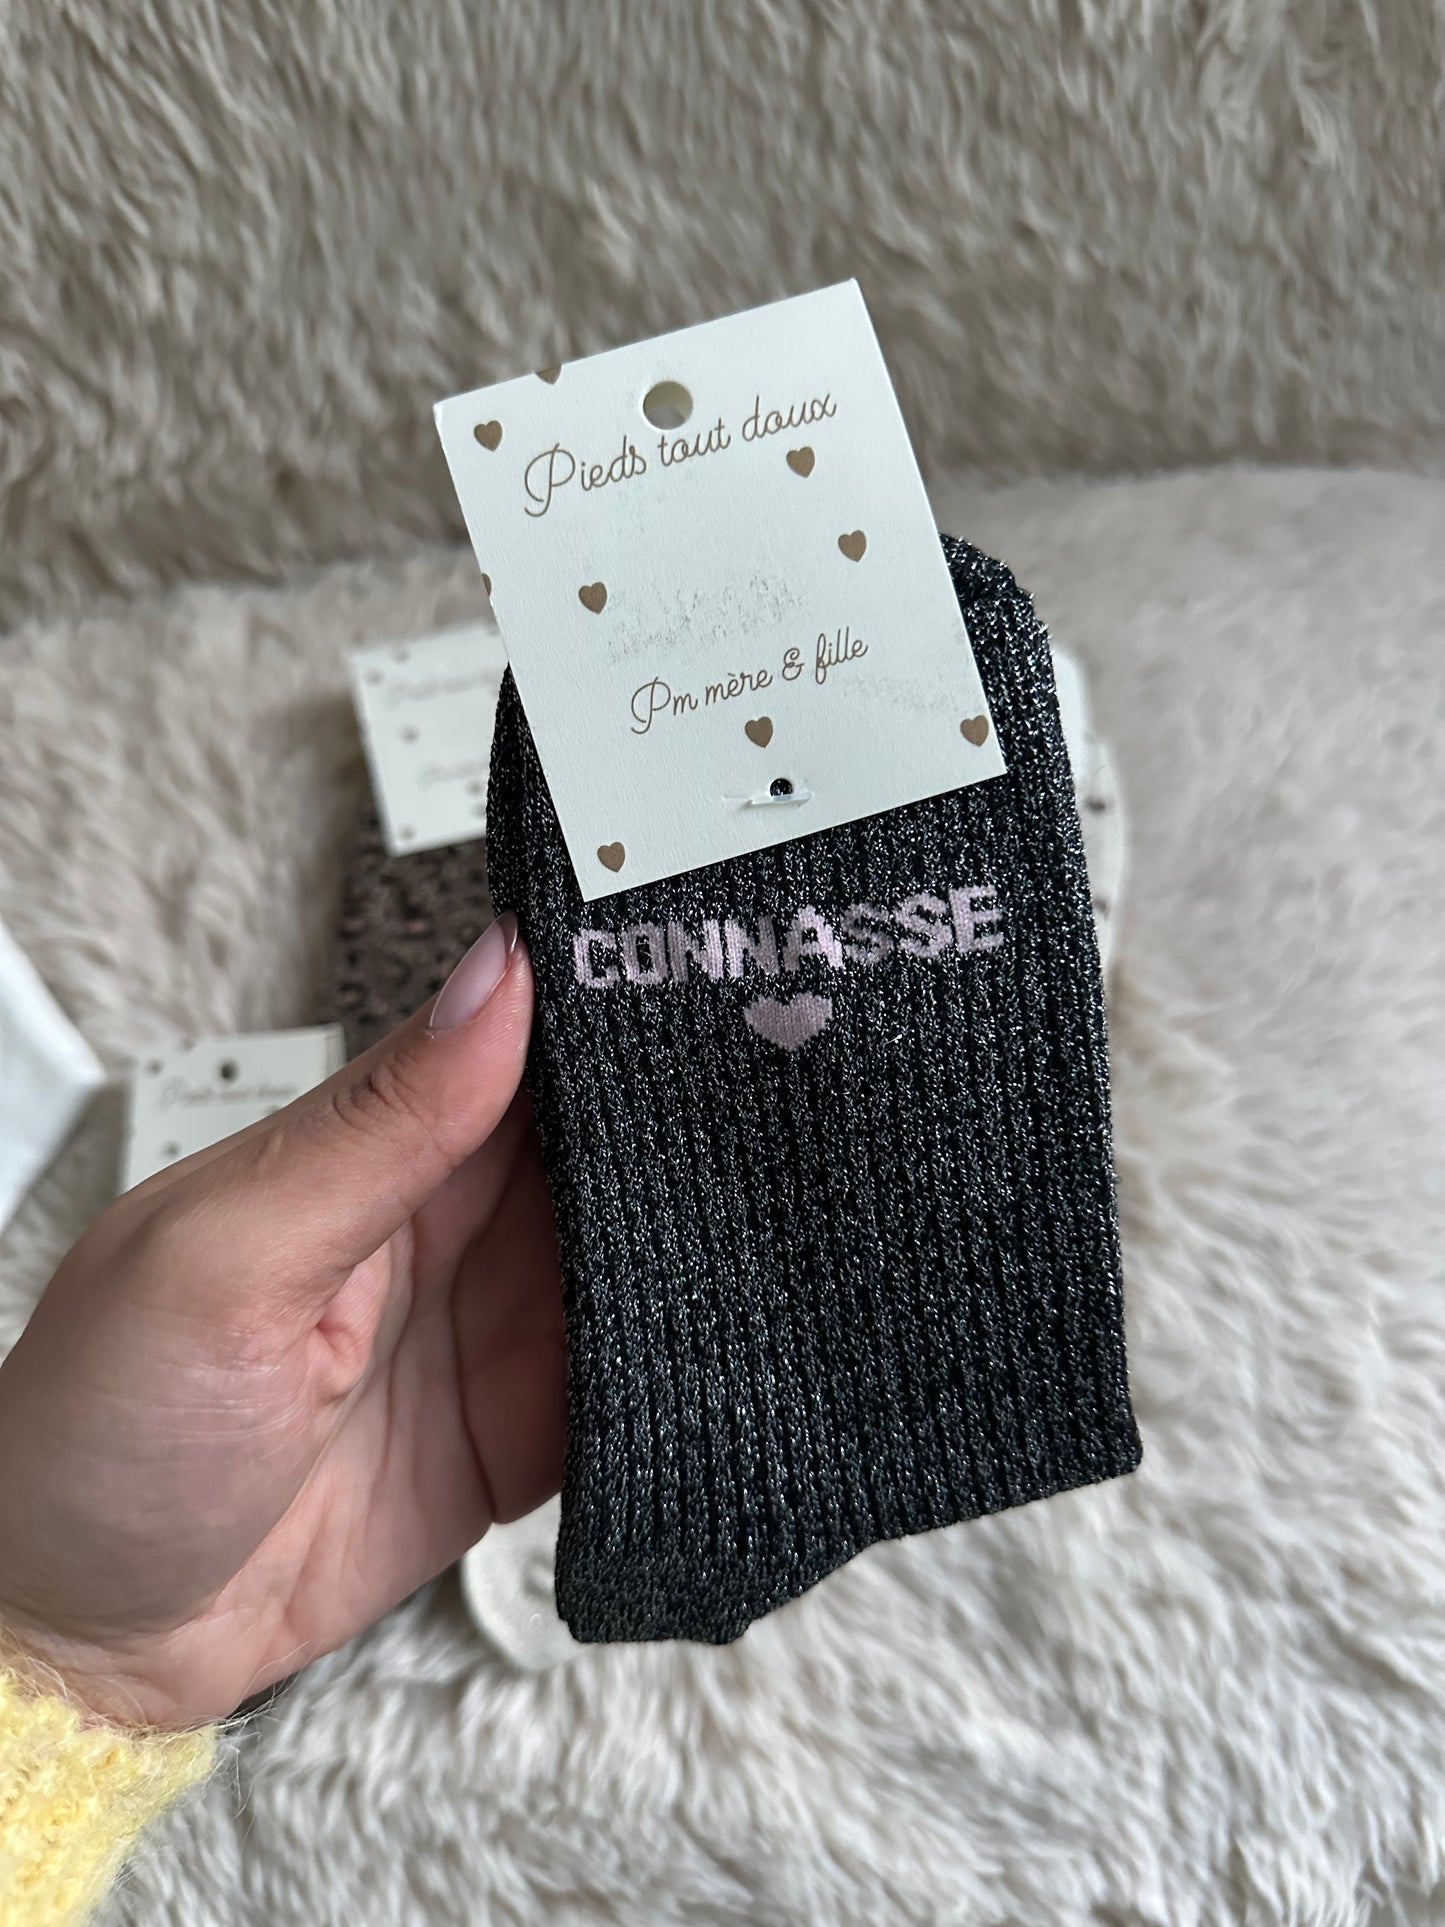 Pieds tout doux
Pm mère & fille
CONNASSE